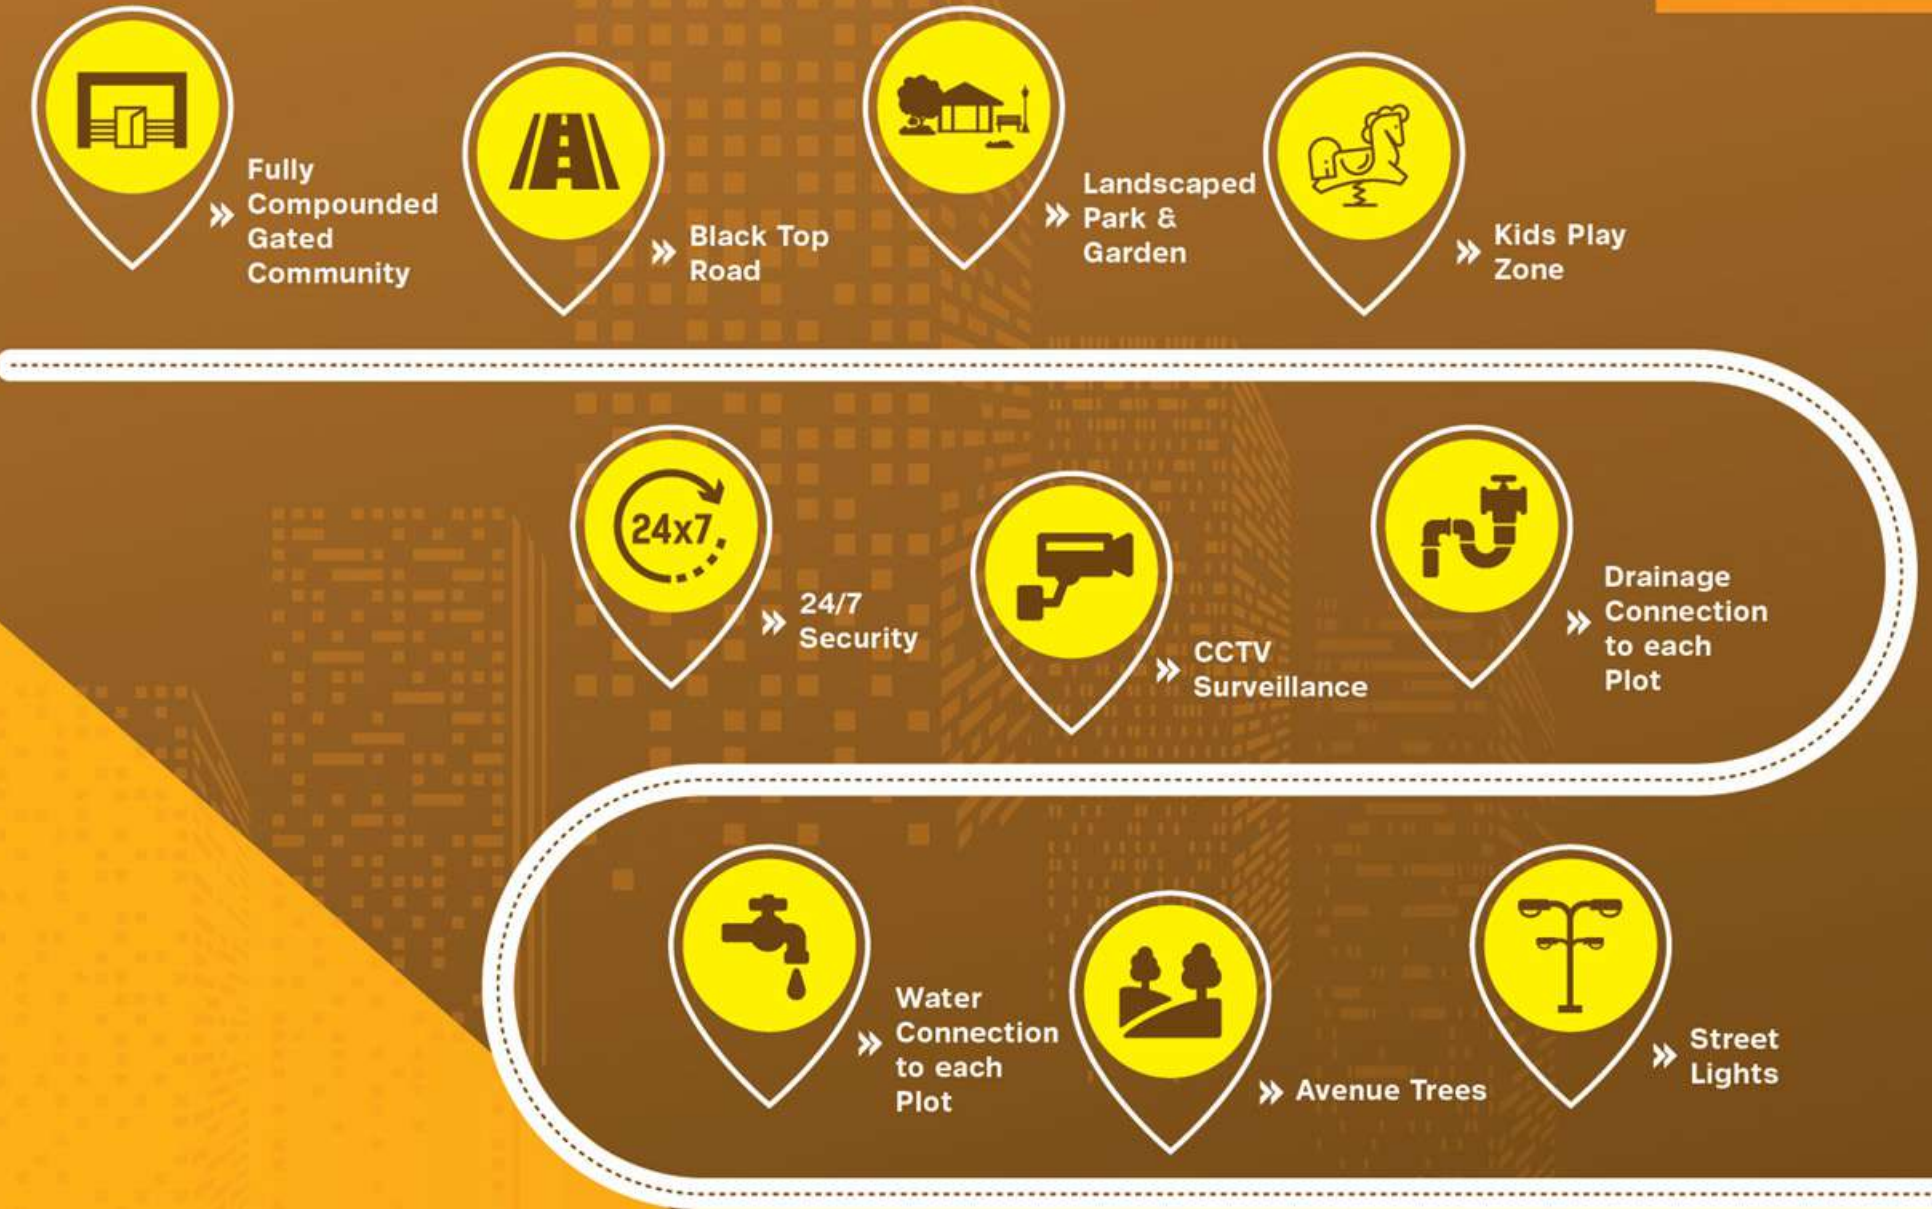 Fully
Compounded
Gated
Community
Black Top
Road
Landscaped
Park &
Garden
Kids Play
Zone
24x7
24/7
Security
CCTV
Surveillance
Drainage
Connection
to each
Plot
Water
Connection
to each
Plot
Avenue Trees
Street
Lights